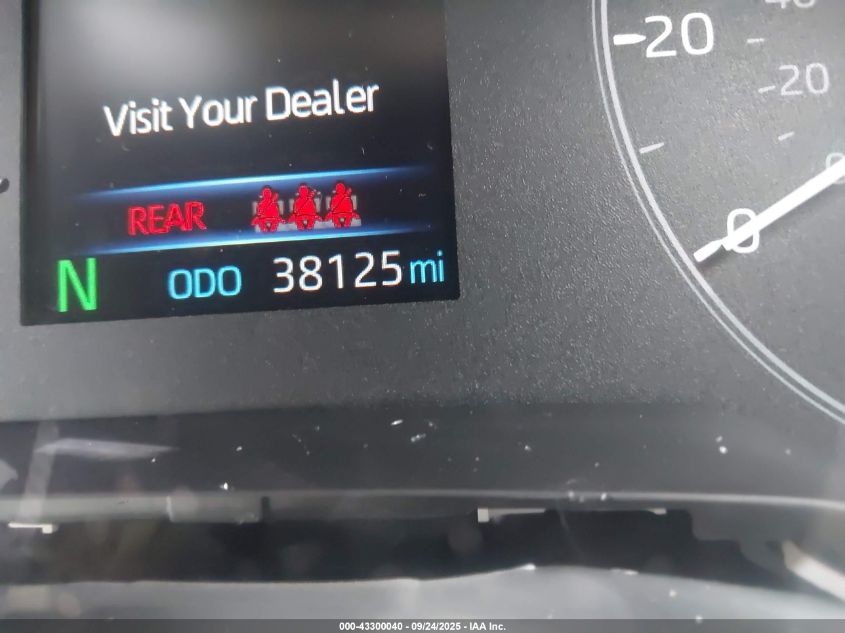 Visit Your Dealer
REAR
N ODO 38125 mi
20
20
0
000-43300040 - 09/24/2025 - IAA Inc.